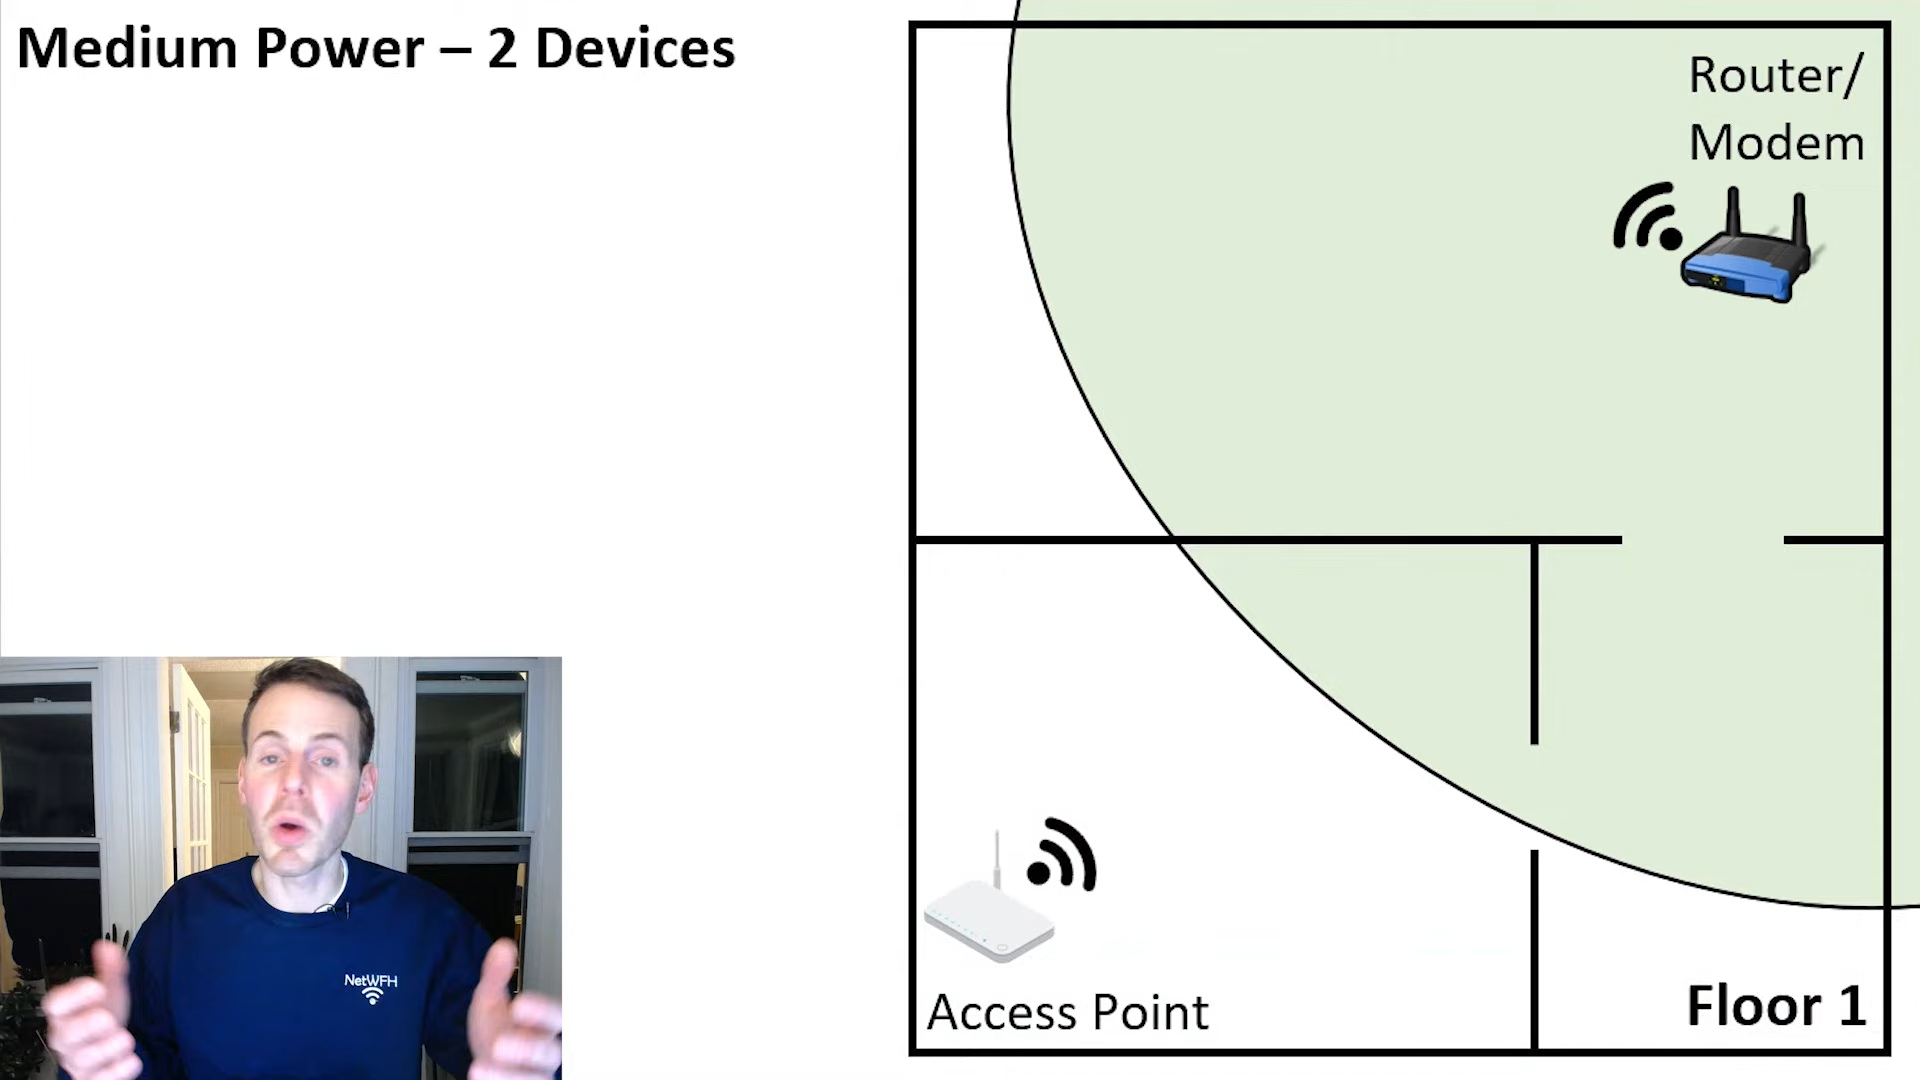 Medium Power – 2 Devices
Router/
Modem
NetWFH
Access Point
Floor 1